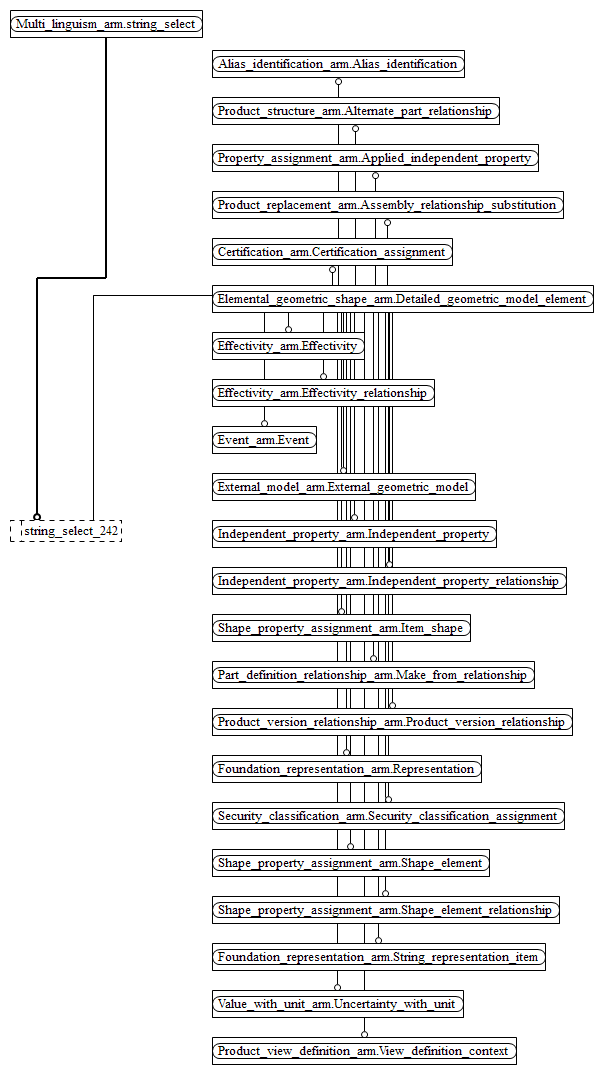 Multi_linguism_arm.string_select
Alias_identification_arm.Alias_identification
Product_structure_arm.Alternate_part_relationship
Property_assignment_arm.Applied_independent_property
Product_replacement_arm.Assembly_relationship_substitution
Certification_arm.Certification_assignment
Elemental_geometric_shape_arm.Detailed_geometric_model_element
Effectivity_arm.Effectivity
Effectivity_arm.Effectivity_relationship
Event_arm.Event
External_model_arm.External_geometric_model
string_select_242
Independent_property_arm.Independent_property
Independent_property_arm.Independent_property_relationship
Shape_property_assignment_arm.Item_shape
Part_definition_relationship_arm.Make_from_relationship
Product_version_relationship_arm.Product_version_relationship
Foundation_representation_arm.Representation
Security_classification_arm.Security_classification_assignment
Shape_property_assignment_arm.Shape_element
Shape_property_assignment_arm.Shape_element_relationship
Foundation_representation_arm.String_representation_item
Value_with_unit_arm.Uncertainty_with_unit
Product_view_definition_arm.View_definition_context